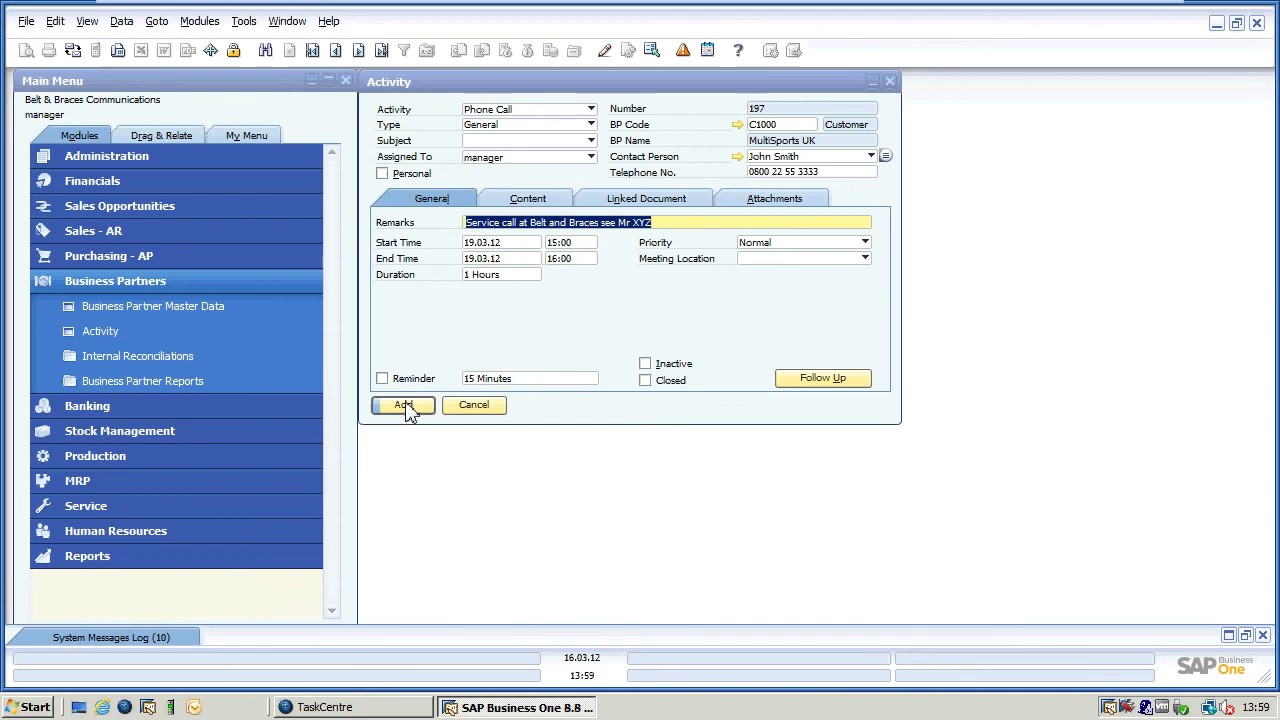 File Edit View Data Goto Modules Tools Window Help
Main Menu
Belt & Braces Communications
manager
Modules Drag & Relate My Menu
Administration
Financials
Sales Opportunities
Sales - AR
Purchasing - AP
Business Partners
Business Partner Master Data
Activity
Internal Reconciliations
Business Partner Reports
Banking
Stock Management
Production
MRP
Service
Human Resources
Reports
Activity
Activity Phone Call Number 197
Type General BP Code C1000 Customer
Subject BP Name MultiSports UK
Assigned To manager Contact Person John Smith
Personal Telephone No. 0800 22 55 3333
General Content Linked Document Attachments
Remarks Service call at Belt and Braces see Mr XYZ
Start Time 19.03.12 15:00 Priority Normal
End Time 19.03.12 16:00 Meeting Location
Duration 1 Hours
Inactive
Reminder 15 Minutes Closed Follow Up
Add Cancel
System Messages Log (10)
16.03.12
13:59
SAP Business One
Start TaskCentre SAP Business One 8.8 ... 13:59